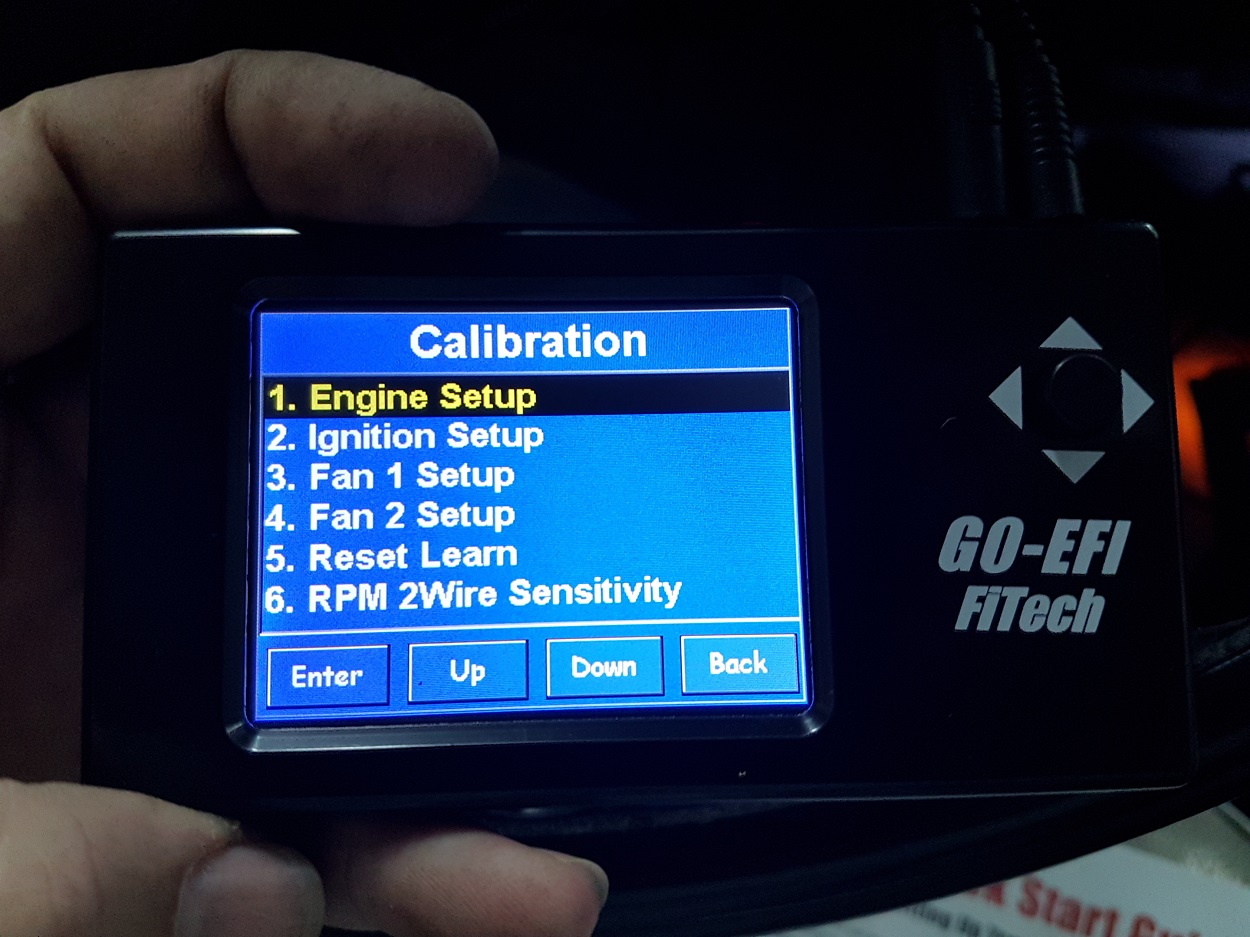 Calibration
1. Engine Setup
2. Ignition Setup
3. Fan 1 Setup
4. Fan 2 Setup
5. Reset Learn
6. RPM 2Wire Sensitivity
Enter Up Down Back
GO-EFI
FiTech
Start